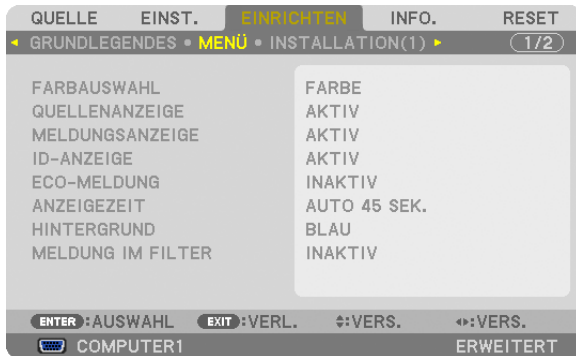 QUELLE EINST. EINRICHTEN INFO. RESET
GRUNDLEGENDES • MENÜ • INSTALLATION(1) 1/2
FARBAUSWAHL FARBE
QUELLENANZEIGE AKTIV
MELDUNGSANZEIGE AKTIV
ID-ANZEIGE AKTIV
ECO-MELDUNG INAKTIV
ANZEIGEZEIT AUTO 45 SEK.
HINTERGRUND BLAU
MELDUNG IM FILTER INAKTIV
ENTER :AUSWAHL EXIT :VERL. :VERS. :VERS.
COMPUTER1 ERWEITERT